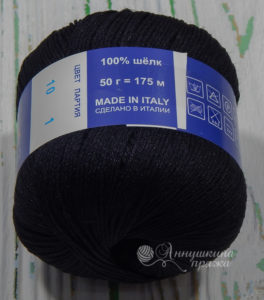 100% шёлк
50 г = 175 м
MADE IN ITALY
СДЕЛАНО В ИТАЛИИ
ЦВЕТ ПАРТИЯ
10 1
Аннушкина
пряжа